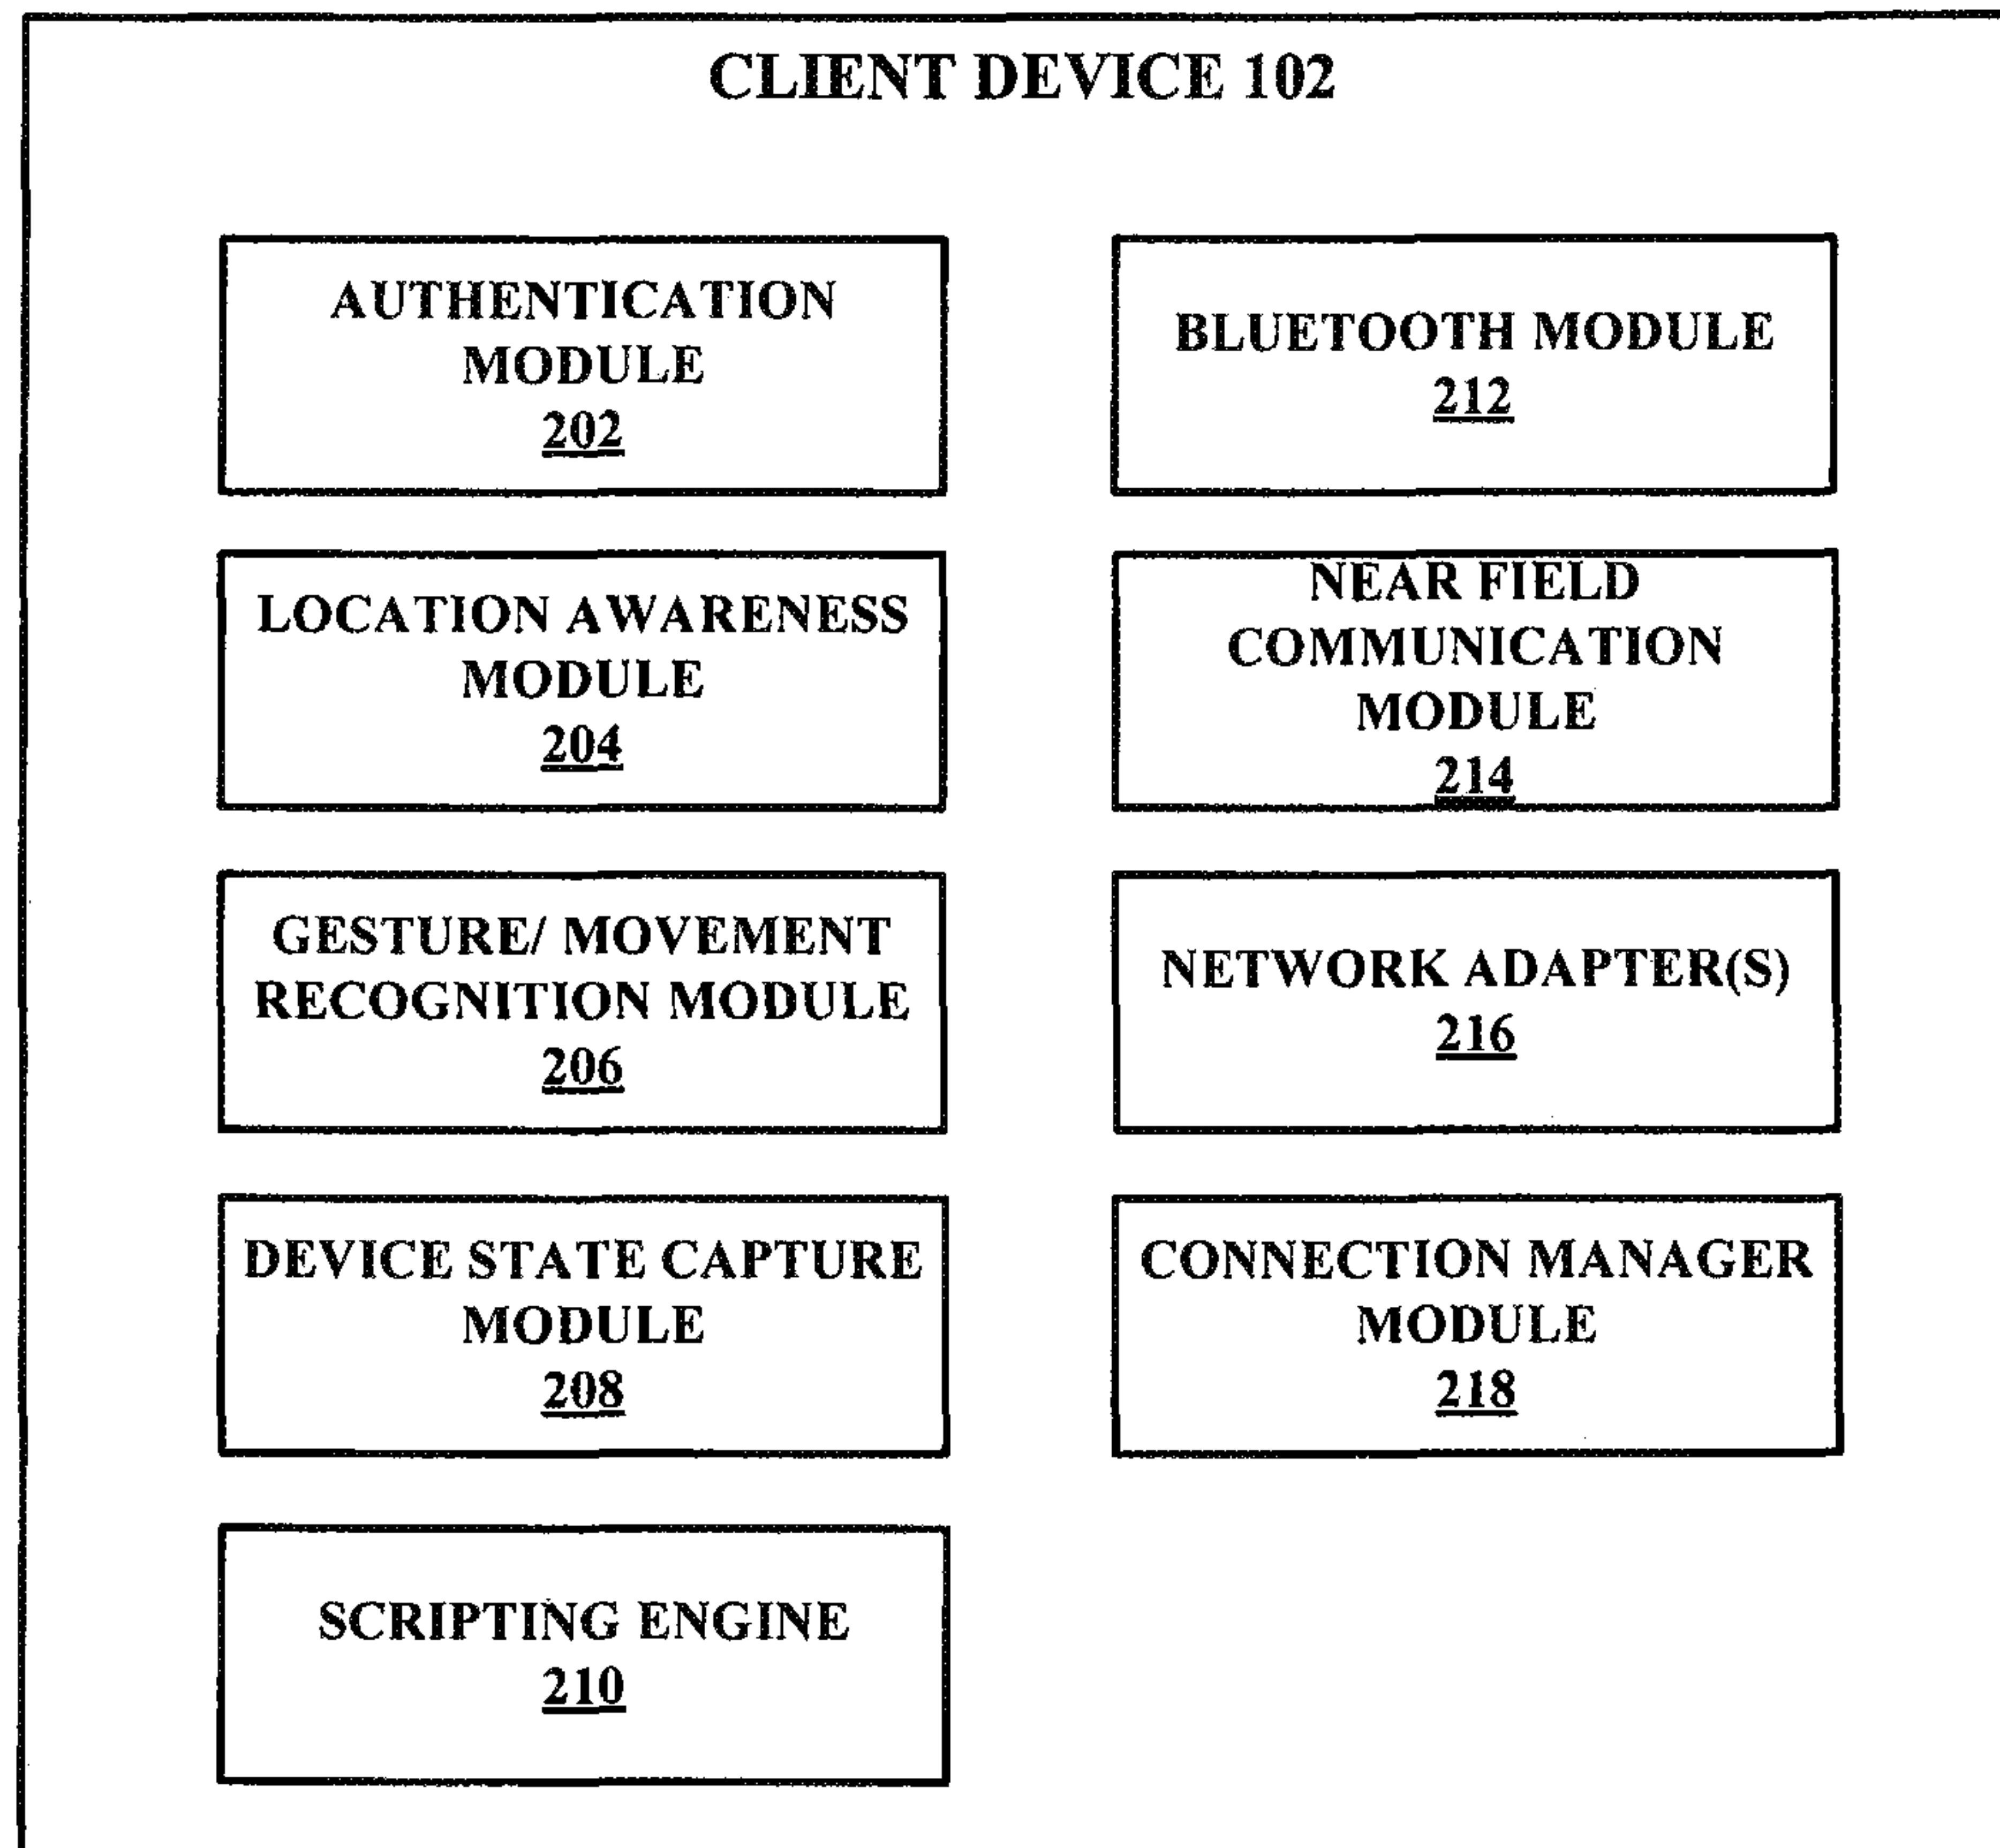 CLIENT DEVICE 102
AUTHENTICATION
MODULE
202
LOCATION AWARENESS
MODULE
204
GESTURE/ MOVEMENT
RECOGNITION MODULE
206
DEVICE STATE CAPTURE
MODULE
208
SCRIPTING ENGINE
210
BLUETOOTH MODULE
212
NEAR FIELD
COMMUNICATION
MODULE
214
NETWORK ADAPTER(S)
216
CONNECTION MANAGER
MODULE
218